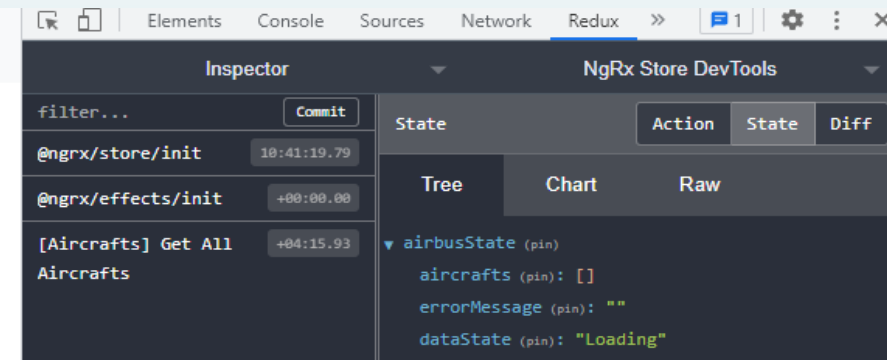 Elements Console Sources Network Redux » 1
Inspector NgRx Store DevTools
filter... Commit
State Action State Diff
@ngrx/store/init 10:41:19.79
Tree Chart Raw
@ngrx/effects/init +00:00.00
[Aircrafts] Get All +04:15.93
Aircrafts
airbusState (pin)
aircrafts (pin): []
errorMessage (pin): ""
dataState (pin): "Loading"